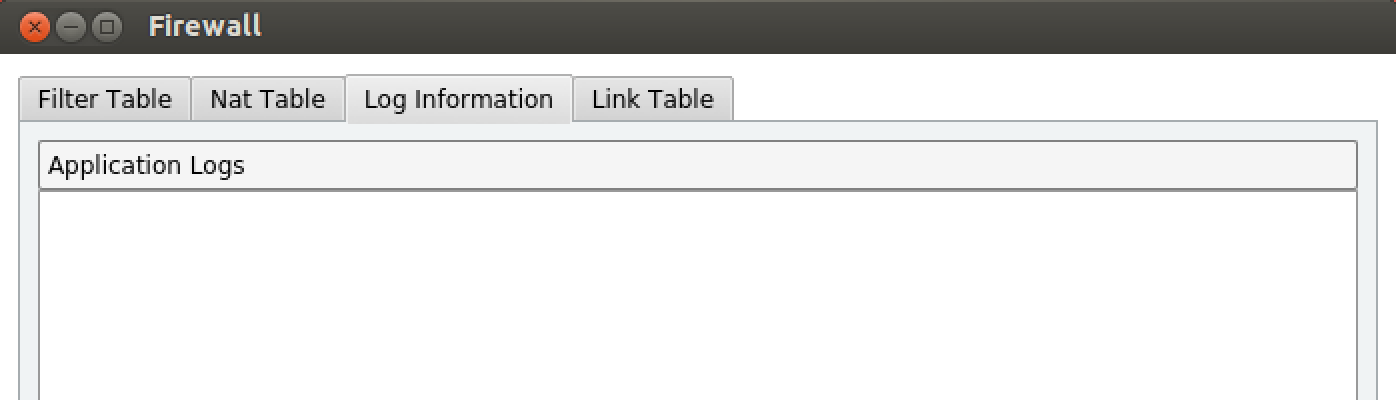 Firewall
Filter Table Nat Table Log Information Link Table
Application Logs